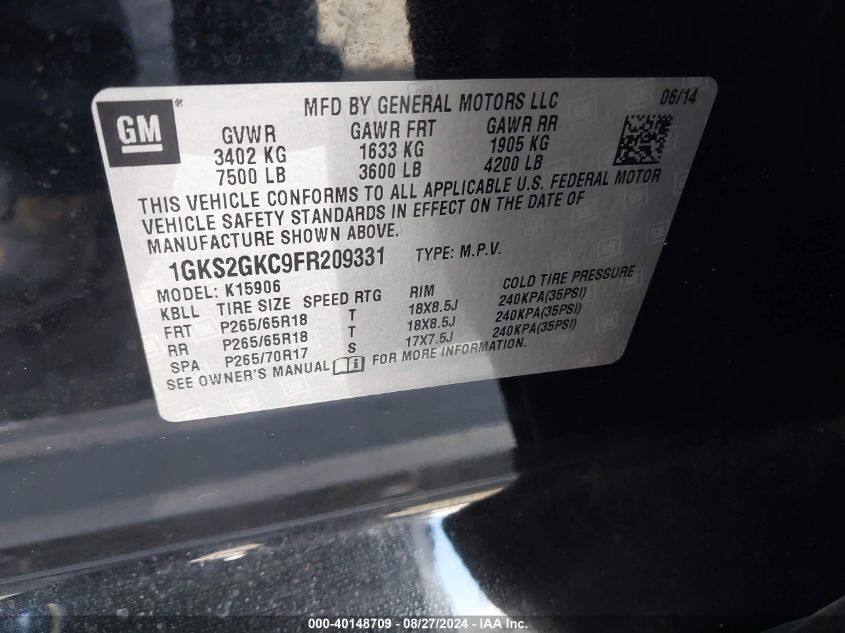 GM ® MFD BY GENERAL MOTORS LLC 06/14
GVWR GAWR FRT GAWR RR
3402 KG 1633 KG 1905 KG
7500 LB 3600 LB 4200 LB
THIS VEHICLE CONFORMS TO ALL APPLICABLE U.S. FEDERAL MOTOR
VEHICLE SAFETY STANDARDS IN EFFECT ON THE DATE OF
MANUFACTURE SHOWN ABOVE.
1GKS2GKC9FR209331 TYPE: M.P.V.
MODEL: K15906
KBLL TIRE SIZE SPEED RTG RIM COLD TIRE PRESSURE
FRT P265/65R18 T 18X8.5J 240KPA(35PSI)
RR P265/65R18 T 18X8.5J 240KPA(35PSI)
SPA P265/70R17 S 17X7.5J 240KPA(35PSI)
SEE OWNER'S MANUAL FOR MORE INFORMATION.
000-40148709 - 08/27/2024 - IAA Inc.